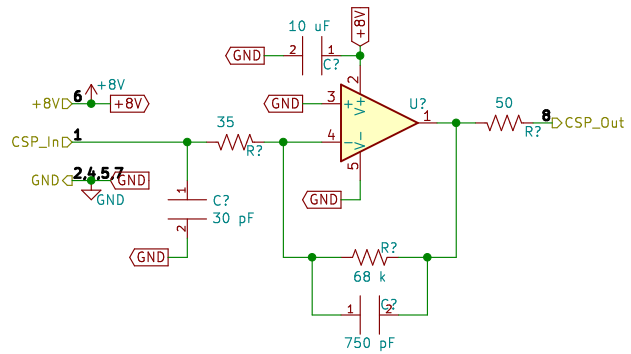 10 uF
+8V
GND
2
1
C?
6
+8V
+8V
+8V
2
V+
GND
3
+
U?
50
1
CSP_In
35
4
−
1
8
CSP_Out
R?
R?
V−
5
GND
2,4,5,7
GND
GND
GND
1
C?
30 pF
2
GND
R?
68 k
C?
1
2
750 pF